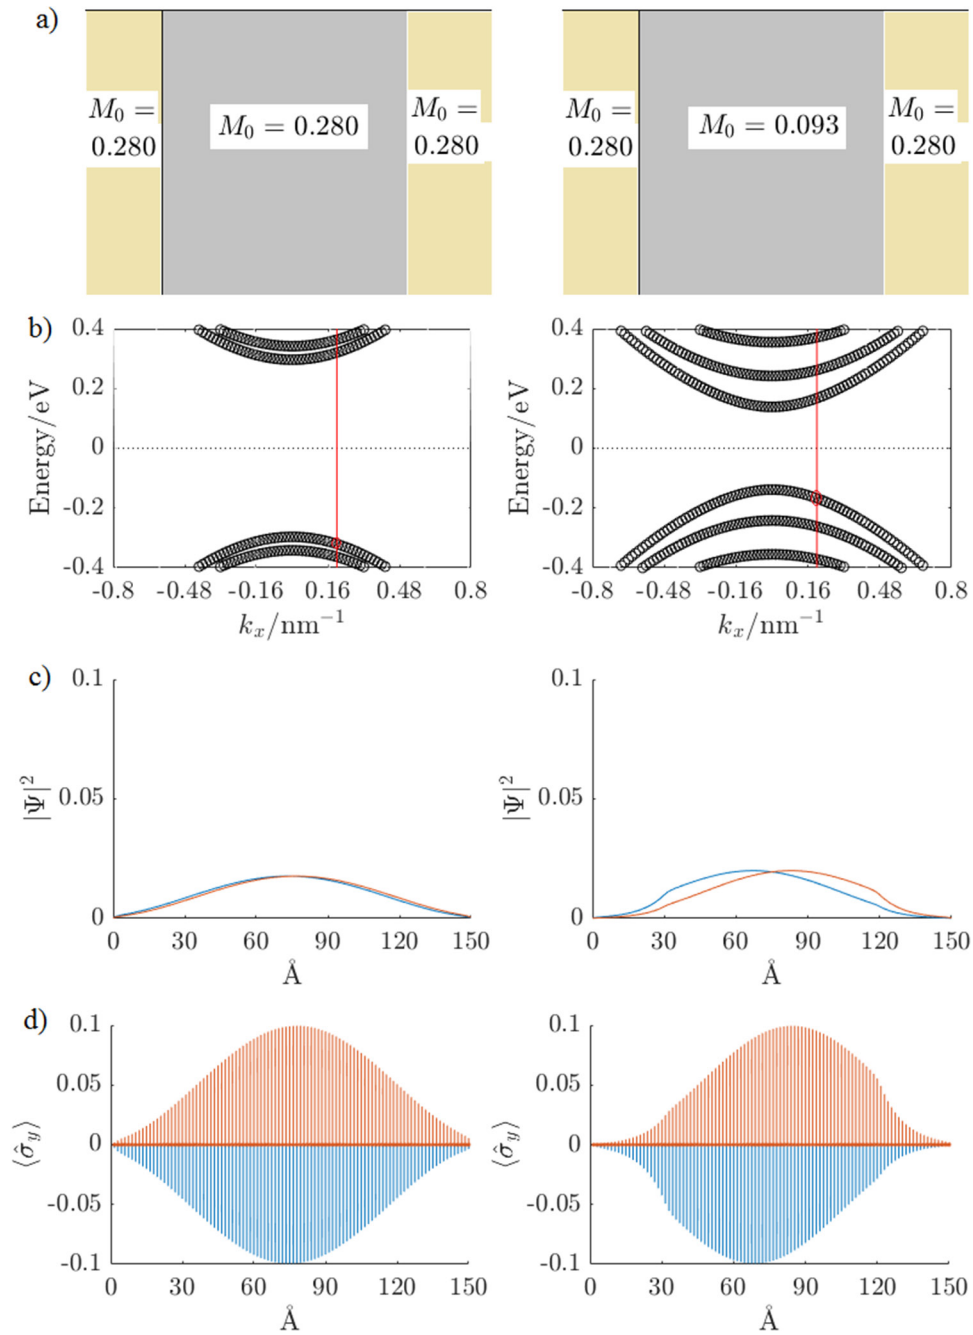 a)
M₀ =
0.280
M₀ = 0.280
M₀ =
0.280
M₀ =
0.280
M₀ = 0.093
M₀ =
0.280
b)
0.4
0.2
0
-0.2
-0.4
Energy/eV
-0.8 -0.48 -0.16 0.16 0.48 0.8
kₓ/nm⁻¹
0.4
0.2
0
-0.2
-0.4
Energy/eV
-0.8 -0.48 -0.16 0.16 0.48 0.8
kₓ/nm⁻¹
c)
0.1
0.05
0
|Ψ|²
0 30 60 90 120 150
Å
0.1
0.05
0
|Ψ|²
0 30 60 90 120 150
Å
d)
0.1
0.05
0
-0.05
-0.1
⟨σ̂_y⟩
0 30 60 90 120 150
Å
0.1
0.05
0
-0.05
-0.1
⟨σ̂_y⟩
0 30 60 90 120 150
Å